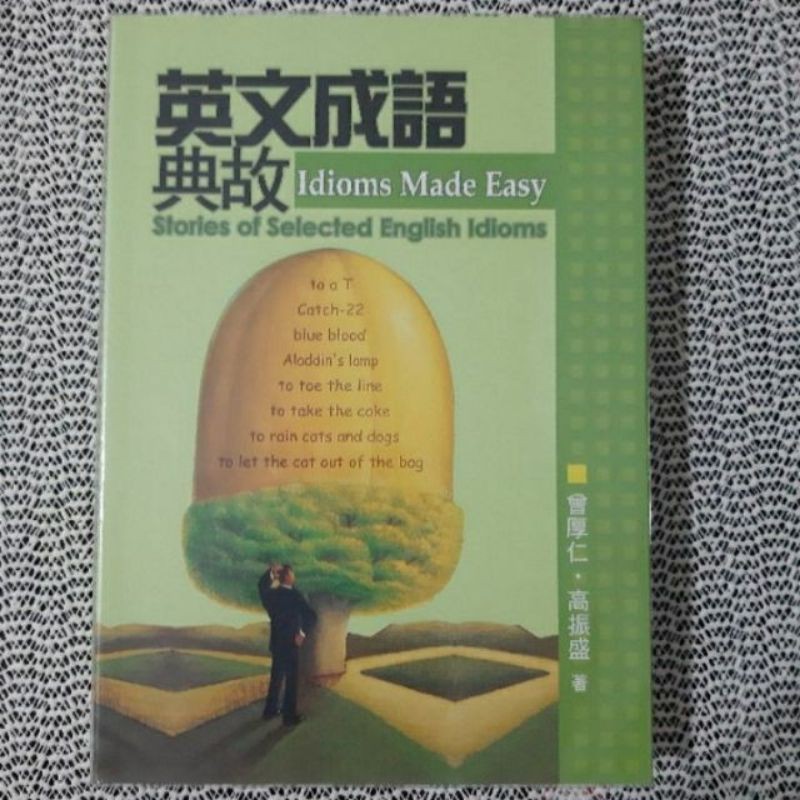 英文成語
典故
Idioms Made Easy
Stories of Selected English Idioms
to a T
Catch-22
blue blood
Aladdin's lamp
to toe the line
to take the cake
to rain cats and dogs
to let the cat out of the bag
曾厚仁・高振盛 著